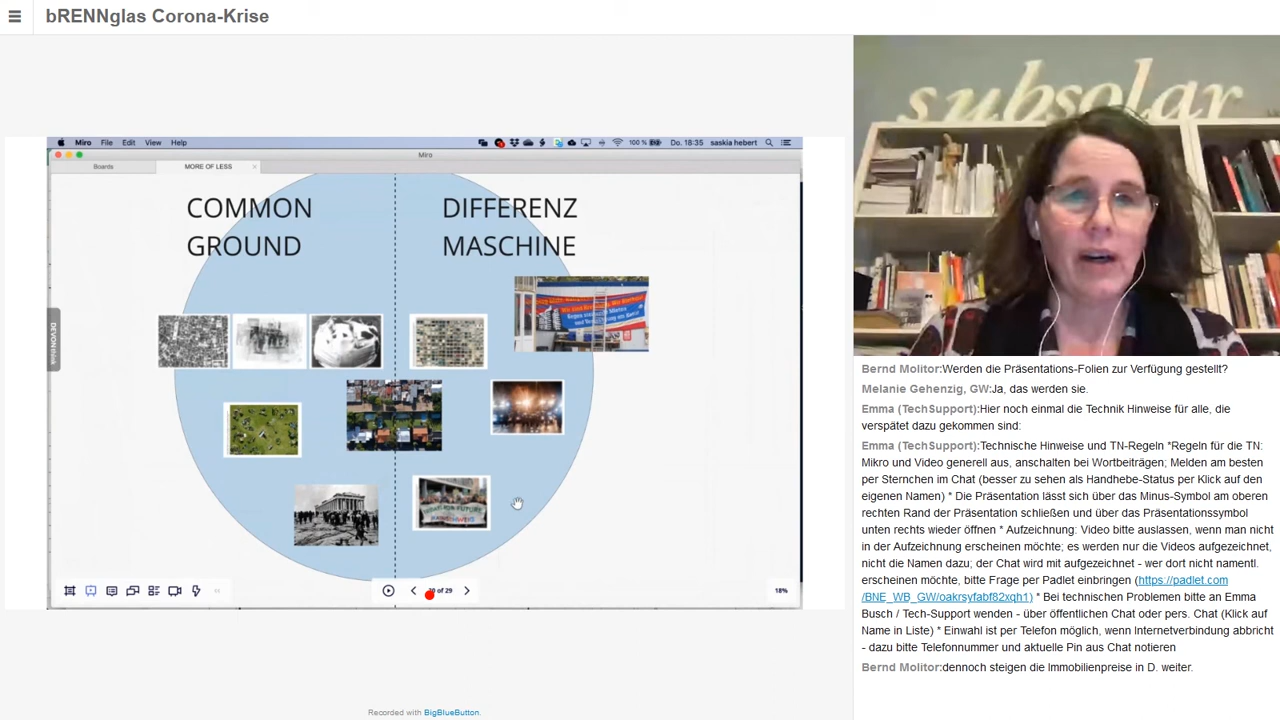 bRENNglas Corona-Krise
subsolar
Miro File Edit View Help
100 % Do. 18:35 saskia hebert
Miro
Boards MORE OF LESS
COMMON
GROUND
DIFFERENZ
MASCHINE
DEVONthink
of 29
18%
Bernd Molitor:Werden die Präsentations-Folien zur Verfügung gestellt?
Melanie Gehenzig, GW:Ja, das werden sie.
Emma (TechSupport):Hier noch einmal die Technik Hinweise für alle, die
verspätet dazu gekommen sind:
Emma (TechSupport):Technische Hinweise und TN-Regeln *Regeln für die TN:
Mikro und Video generell aus, anschalten bei Wortbeiträgen; Melden am besten
per Sternchen im Chat (besser zu sehen als Handhebe-Status per Klick auf den
eigenen Namen) * Die Präsentation lässt sich über das Minus-Symbol am oberen
rechten Rand der Präsentation schließen und über das Präsentationssymbol
unten rechts wieder öffnen * Aufzeichnung: Video bitte auslassen, wenn man nicht
in der Aufzeichnung erscheinen möchte; es werden nur die Videos aufgezeichnet,
nicht die Namen dazu; der Chat wird mit aufgezeichnet - wer dort nicht namentl.
erscheinen möchte, bitte Frage per Padlet einbringen (https://padlet.com
/BNE_WB_GW/oakrsyfabf82xqh1) * Bei technischen Problemen bitte an Emma
Busch / Tech-Support wenden - über öffentlichen Chat oder pers. Chat (Klick auf
Name in Liste) * Einwahl ist per Telefon möglich, wenn Internetverbindung abbricht
- dazu bitte Telefonnummer und aktuelle Pin aus Chat notieren
Bernd Molitor:dennoch steigen die Immobilienpreise in D. weiter.
Recorded with BigBlueButton.